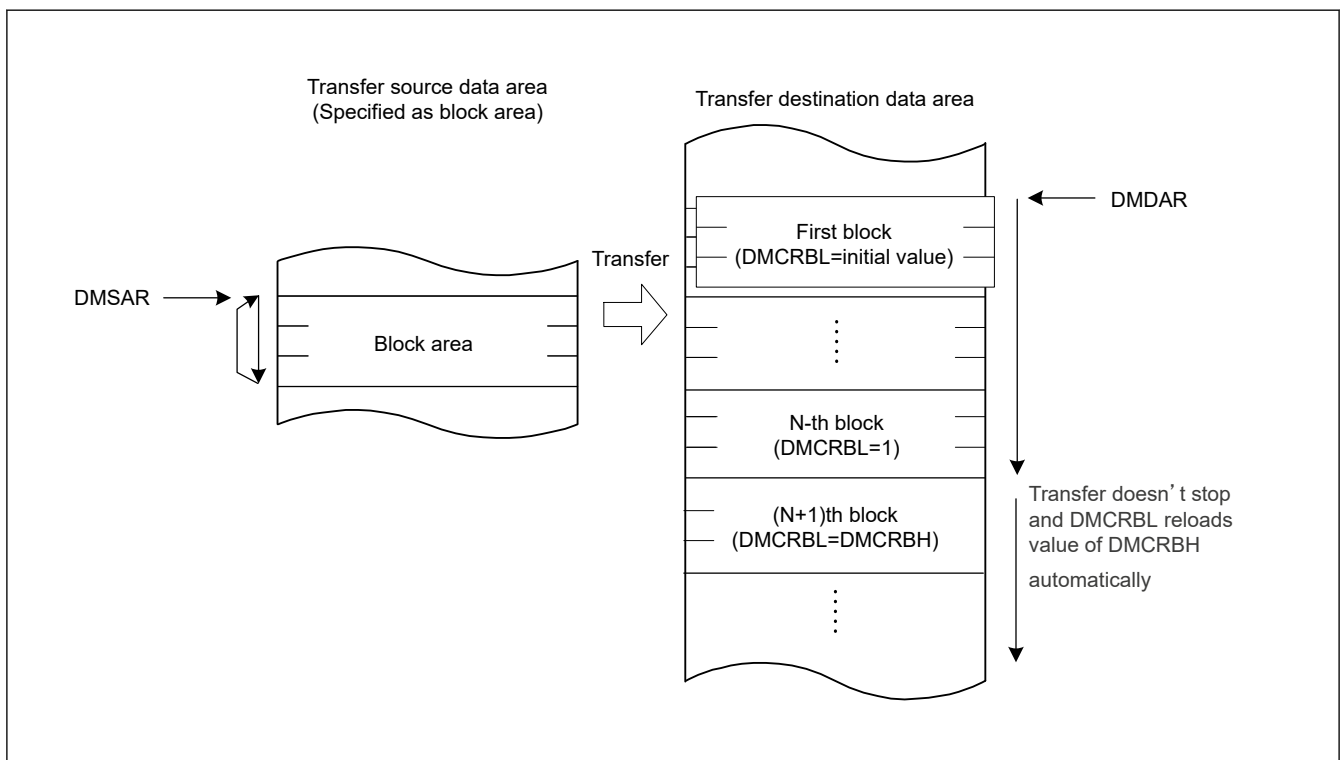 Transfer source data area
(Specified as block area)
Transfer destination data area
DMDAR
First block
(DMCRBL=initial value)
Transfer
DMSAR
Block area
N-th block
(DMCRBL=1)
(N+1)th block
(DMCRBL=DMCRBH)
Transfer doesn’t stop
and DMCRBL reloads
value of DMCRBH
automatically